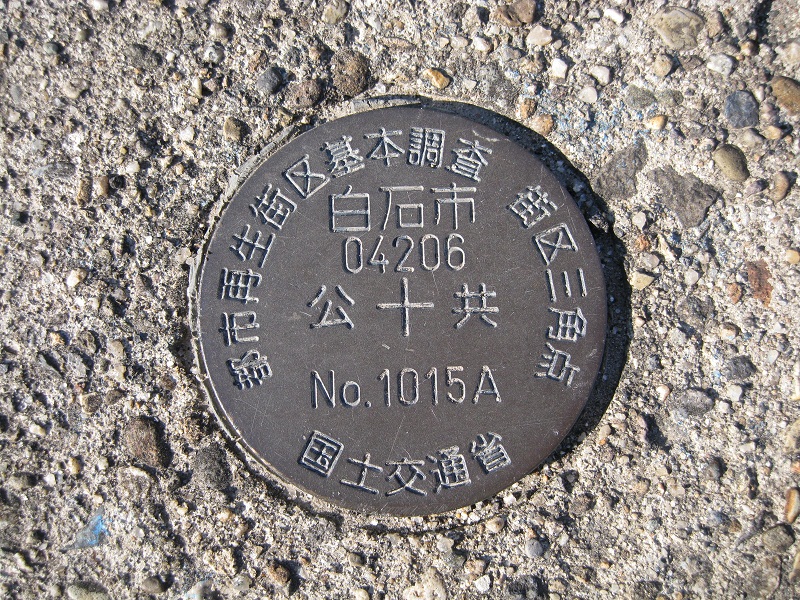 都市再生街区基本調査 街区三角点
白石市
04206
公十共
No.1015A
国土交通省